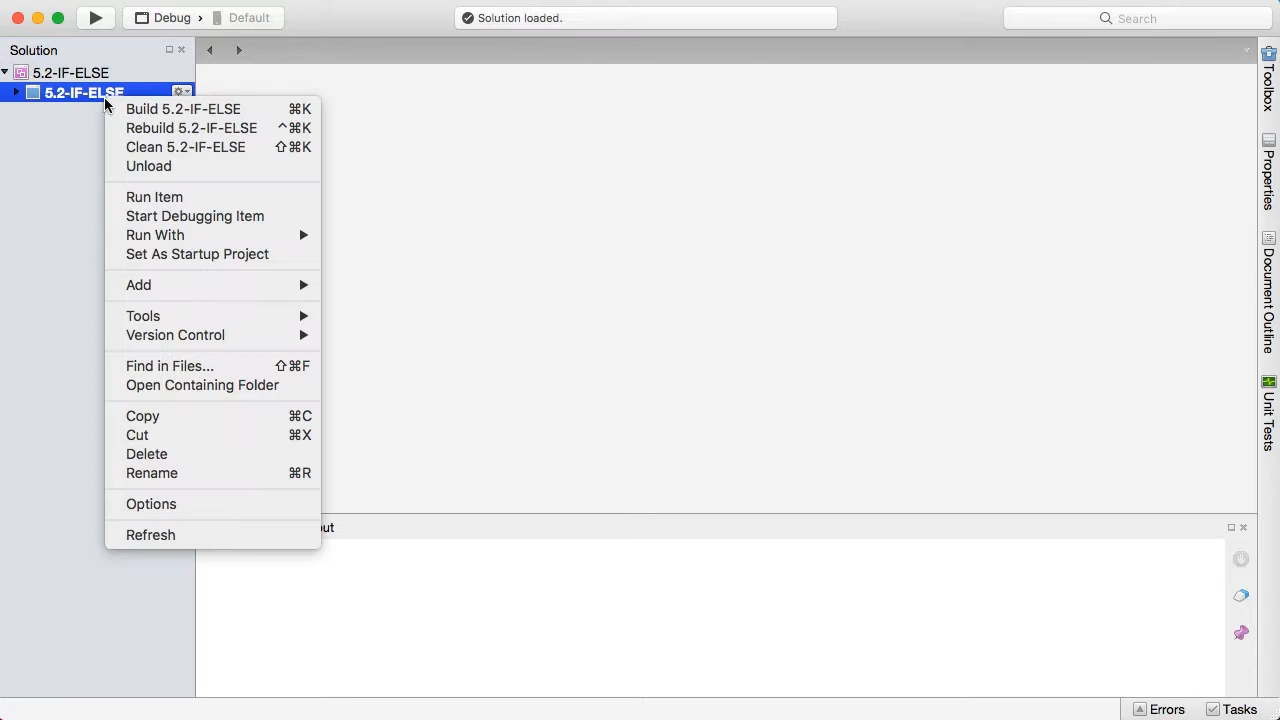 Debug › Default
Solution loaded.
Search
Solution
5.2-IF-ELSE
5.2-IF-ELSE
Build 5.2-IF-ELSE ⌘K
Rebuild 5.2-IF-ELSE ^⌘K
Clean 5.2-IF-ELSE ⇧⌘K
Unload
Run Item
Start Debugging Item
Run With
Set As Startup Project
Add
Tools
Version Control
Find in Files... ⇧⌘F
Open Containing Folder
Copy ⌘C
Cut ⌘X
Delete
Rename ⌘R
Options
Refresh
Toolbox
Properties
Document Outline
Unit Tests
Errors
Tasks